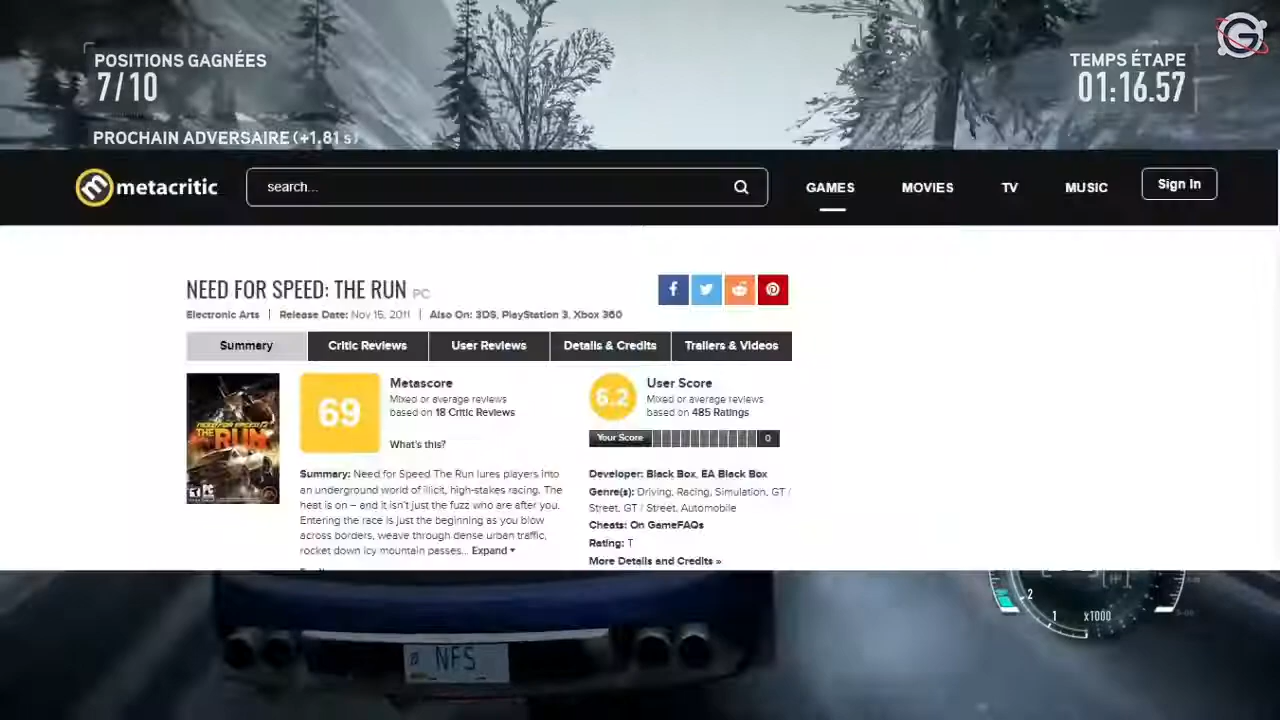 POSITIONS GAGNÉES
7/10
PROCHAIN ADVERSAIRE (+1.81 s)
TEMPS ÉTAPE
01:16.57
metacritic
search...
GAMES
MOVIES
TV
MUSIC
Sign In
NEED FOR SPEED: THE RUN PC
Electronic Arts | Release Date: Nov 15, 2011 | Also On: 3DS, PlayStation 3, Xbox 360
Summary
Critic Reviews
User Reviews
Details & Credits
Trailers & Videos
NEED FOR SPEED
THE RUN
PC
69
Metascore
Mixed or average reviews
based on 18 Critic Reviews
What's this?
Summary: Need for Speed The Run lures players into
an underground world of illicit, high-stakes racing. The
heat is on – and it isn't just the fuzz who are after you.
Entering the race is just the beginning as you blow
across borders, weave through dense urban traffic,
rocket down icy mountain passes... Expand
6.2
User Score
Mixed or average reviews
based on 485 Ratings
Your Score
0
Developer: Black Box, EA Black Box
Genre(s): Driving, Racing, Simulation, GT /
Street, GT / Street, Automobile
Cheats: On GameFAQs
Rating: T
More Details and Credits »
2
1
x1000
NFS